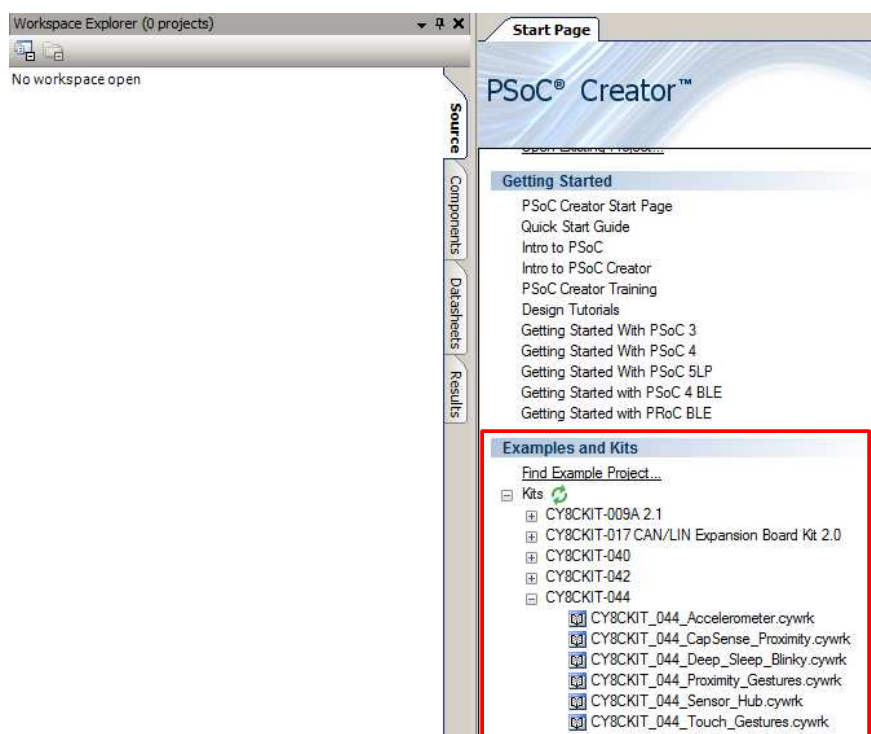 Workspace Explorer (0 projects)
No workspace open
Source
Components
Datasheets
Results
Start Page
PSoC® Creator™
Open Existing Project...
Getting Started
PSoC Creator Start Page
Quick Start Guide
Intro to PSoC
Intro to PSoC Creator
PSoC Creator Training
Design Tutorials
Getting Started With PSoC 3
Getting Started With PSoC 4
Getting Started With PSoC 5LP
Getting Started with PSoC 4 BLE
Getting Started with PRoC BLE
Examples and Kits
Find Example Project...
Kits
CY8CKIT-009A 2.1
CY8CKIT-017 CAN/LIN Expansion Board Kit 2.0
CY8CKIT-040
CY8CKIT-042
CY8CKIT-044
CY8CKIT_044_Accelerometer.cywrk
CY8CKIT_044_CapSense_Proximity.cywrk
CY8CKIT_044_Deep_Sleep_Blinky.cywrk
CY8CKIT_044_Proximity_Gestures.cywrk
CY8CKIT_044_Sensor_Hub.cywrk
CY8CKIT_044_Touch_Gestures.cywrk